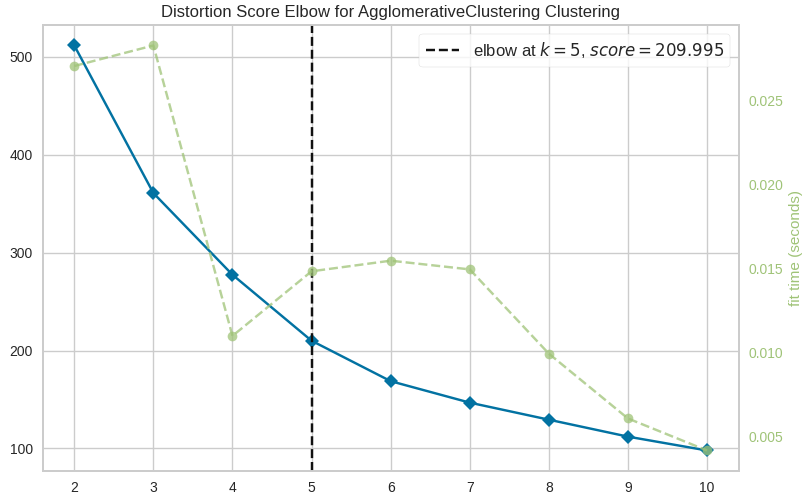 Distortion Score Elbow for AgglomerativeClustering Clustering
elbow at k = 5, score = 209.995
500
400
300
200
100
0.025
0.020
0.015
0.010
0.005
fit time (seconds)
2 3 4 5 6 7 8 9 10